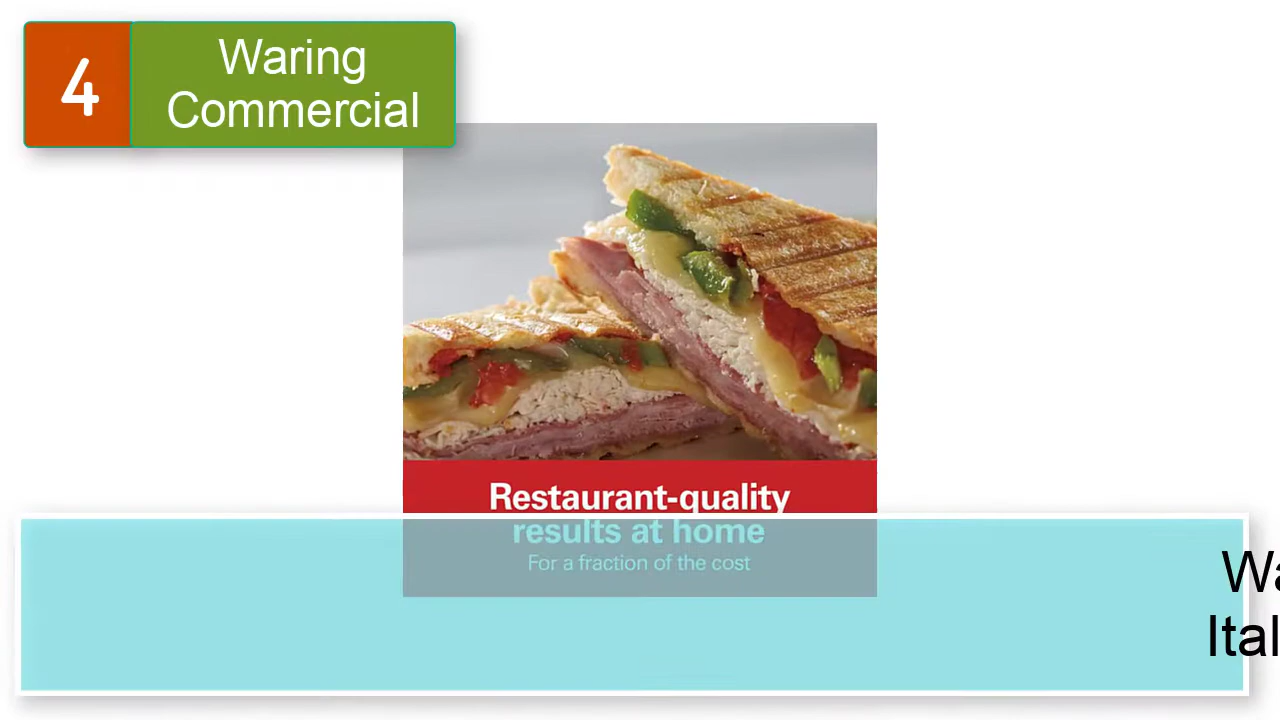 4
Waring
Commercial
Restaurant-quality
results at home
For a fraction of the cost